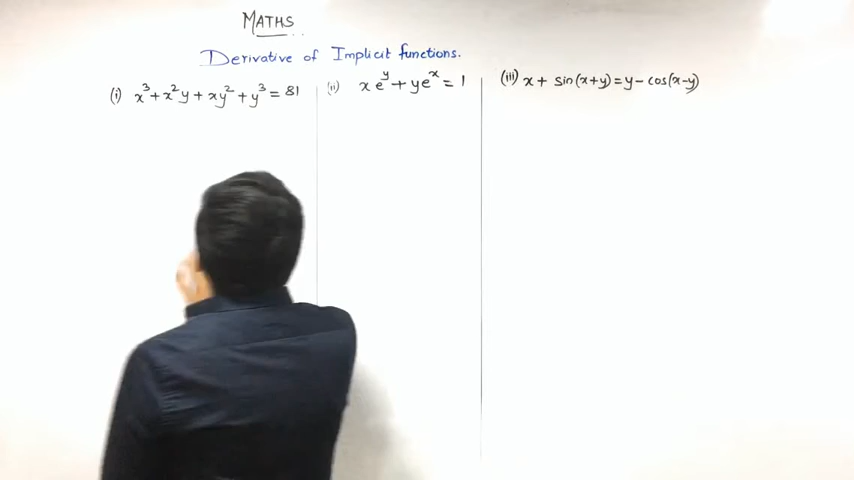 MATHS
Derivative of Implicit functions.
(i) x³+x²y+xy²+y³=81
(ii) xe^y+ye^x=1
(iii) x+ sin(x+y)=y-cos(x-y)